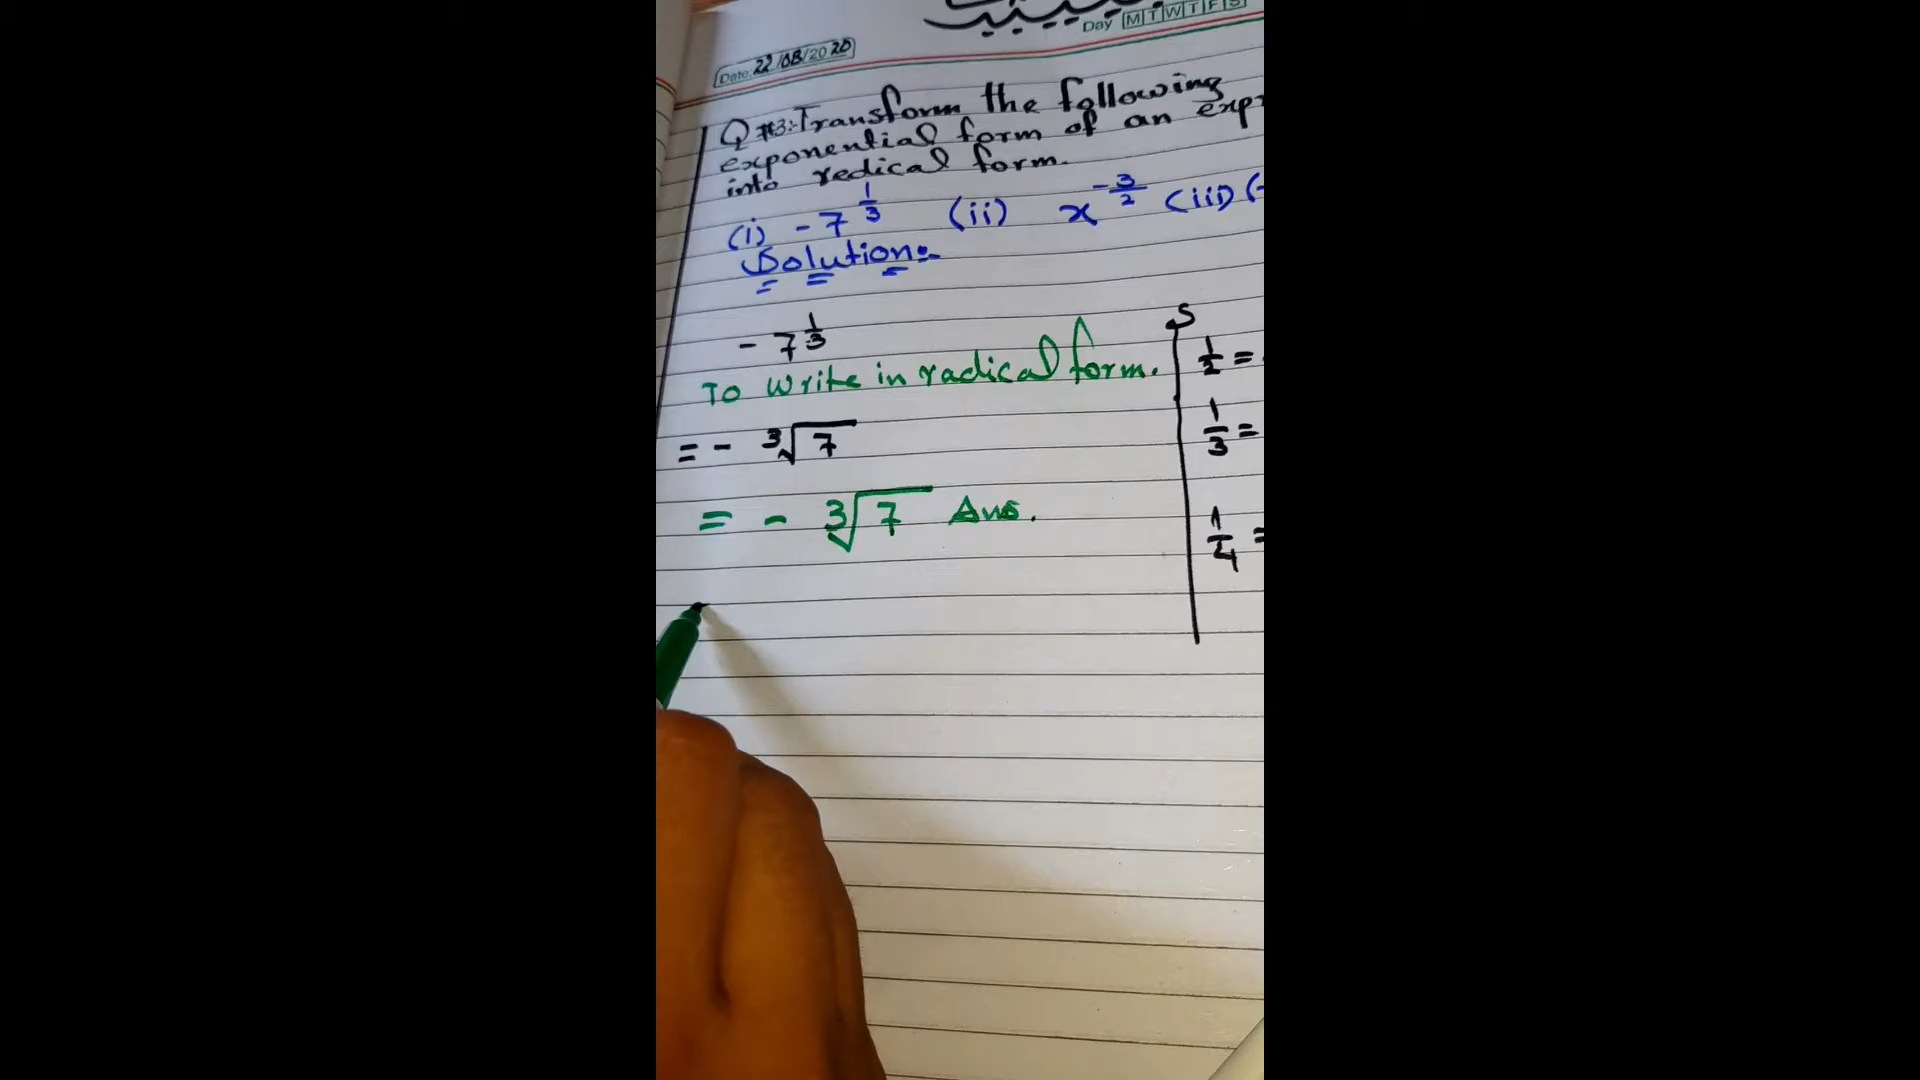 Day M T W T F S
Date 22/08/2020
Q#3:-Transform the following
exponential form of an
into redical form.
(i) -7^{1/3} (ii) x^{-3/2} (iii) (-
Solution:-
-7^{1/3}
To Write in radical form.
= - ∛7
= - ∛7 Ans.
1/2 =
1/3 =
1/4 =